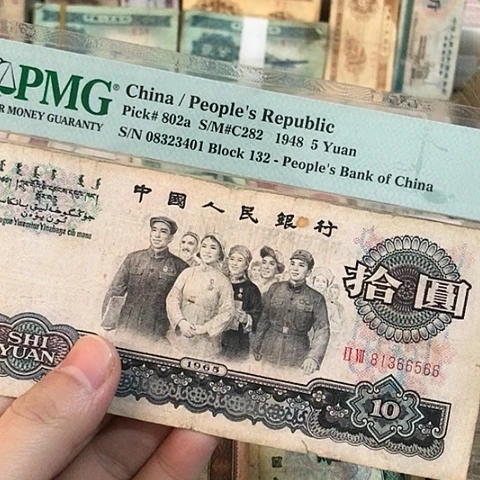 PMG®
R MONEY GUARANTY
China / People's Republic
Pick# 802a S/M#C282 1948 5 Yuan
S/N 08323401 Block 132 - People's Bank of China
中國人民銀行
拾圓
81366566
SHI
YUAN
1965
10